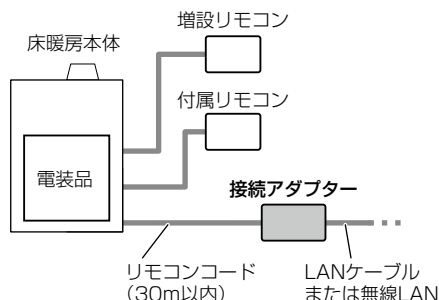 増設リモコン
床暖房本体
付属リモコン
電装品
接続アダプター
リモコンコード
(30m以内)
LANケーブル
または無線LAN